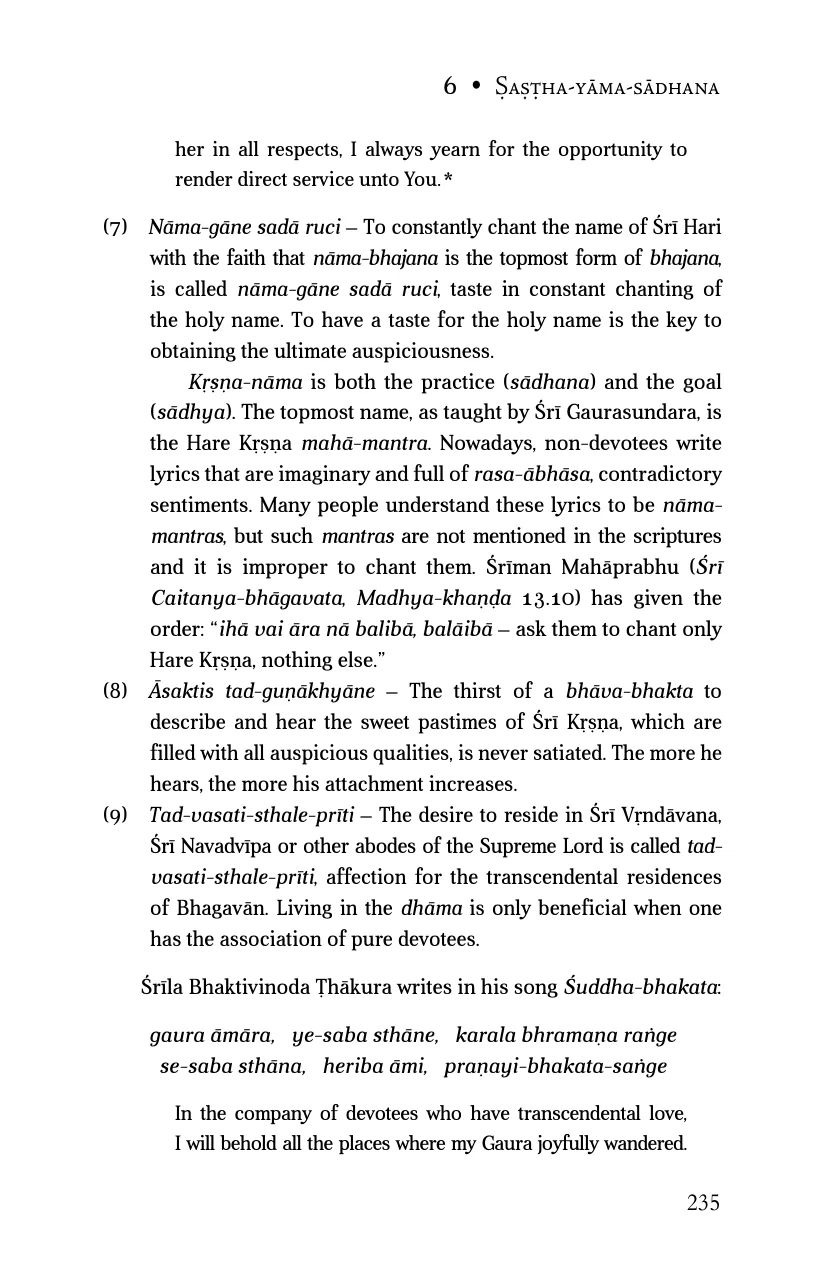 6 • Ṣaṣṭha-yāma-sādhana
her in all respects, I always yearn for the opportunity to
render direct service unto You.*
(7) Nāma-gāne sadā ruci – To constantly chant the name of Śrī Hari
with the faith that nāma-bhajana is the topmost form of bhajana,
is called nāma-gāne sadā ruci, taste in constant chanting of
the holy name. To have a taste for the holy name is the key to
obtaining the ultimate auspiciousness.
Kṛṣṇa-nāma is both the practice (sādhana) and the goal
(sādhya). The topmost name, as taught by Śrī Gaurasundara, is
the Hare Kṛṣṇa mahā-mantra. Nowadays, non-devotees write
lyrics that are imaginary and full of rasa-ābhāsa, contradictory
sentiments. Many people understand these lyrics to be nāma-
mantras, but such mantras are not mentioned in the scriptures
and it is improper to chant them. Śrīman Mahāprabhu (Śrī
Caitanya-bhāgavata, Madhya-khaṇḍa 13.10) has given the
order: “ihā vai āra nā balibā, balāibā – ask them to chant only
Hare Kṛṣṇa, nothing else.”
(8) Āsaktis tad-guṇākhyāne – The thirst of a bhāva-bhakta to
describe and hear the sweet pastimes of Śrī Kṛṣṇa, which are
filled with all auspicious qualities, is never satiated. The more he
hears, the more his attachment increases.
(9) Tad-vasati-sthale-prīti – The desire to reside in Śrī Vṛndāvana,
Śrī Navadvīpa or other abodes of the Supreme Lord is called tad-
vasati-sthale-prīti, affection for the transcendental residences
of Bhagavān. Living in the dhāma is only beneficial when one
has the association of pure devotees.
Śrīla Bhaktivinoda Ṭhākura writes in his song Śuddha-bhakata:
gaura āmāra, ye-saba sthāne, karala bhramaṇa raṅge
se-saba sthāna, heriba āmi, praṇayi-bhakata-saṅge
In the company of devotees who have transcendental love,
I will behold all the places where my Gaura joyfully wandered.
235